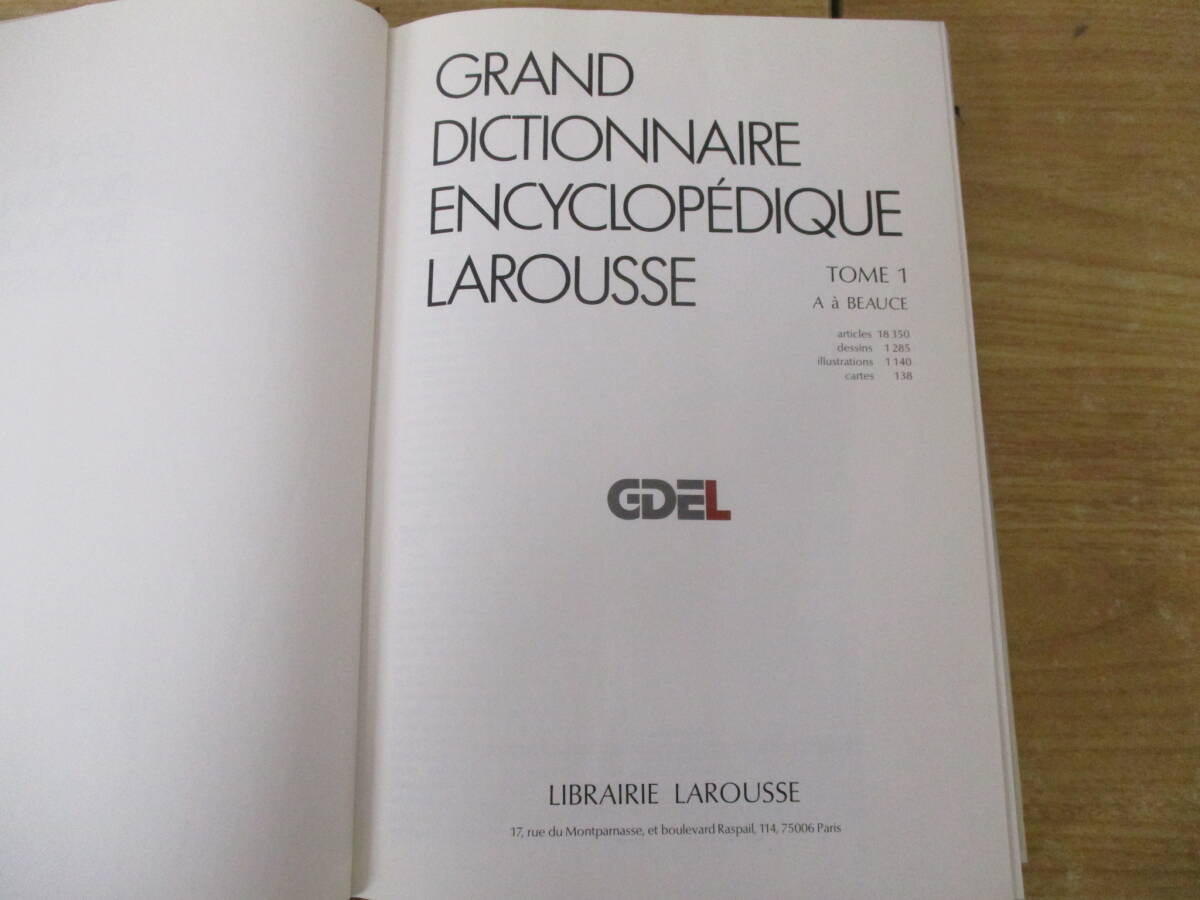 GRAND
DICTIONNAIRE
ENCYCLOPÉDIQUE
LAROUSSE
TOME 1
A à BEAUCE
articles 18 350
dessins 1 285
illustrations 1 140
cartes 138
GDEL
LIBRAIRIE LAROUSSE
17, rue du Montparnasse, et boulevard Raspail, 114, 75006 Paris